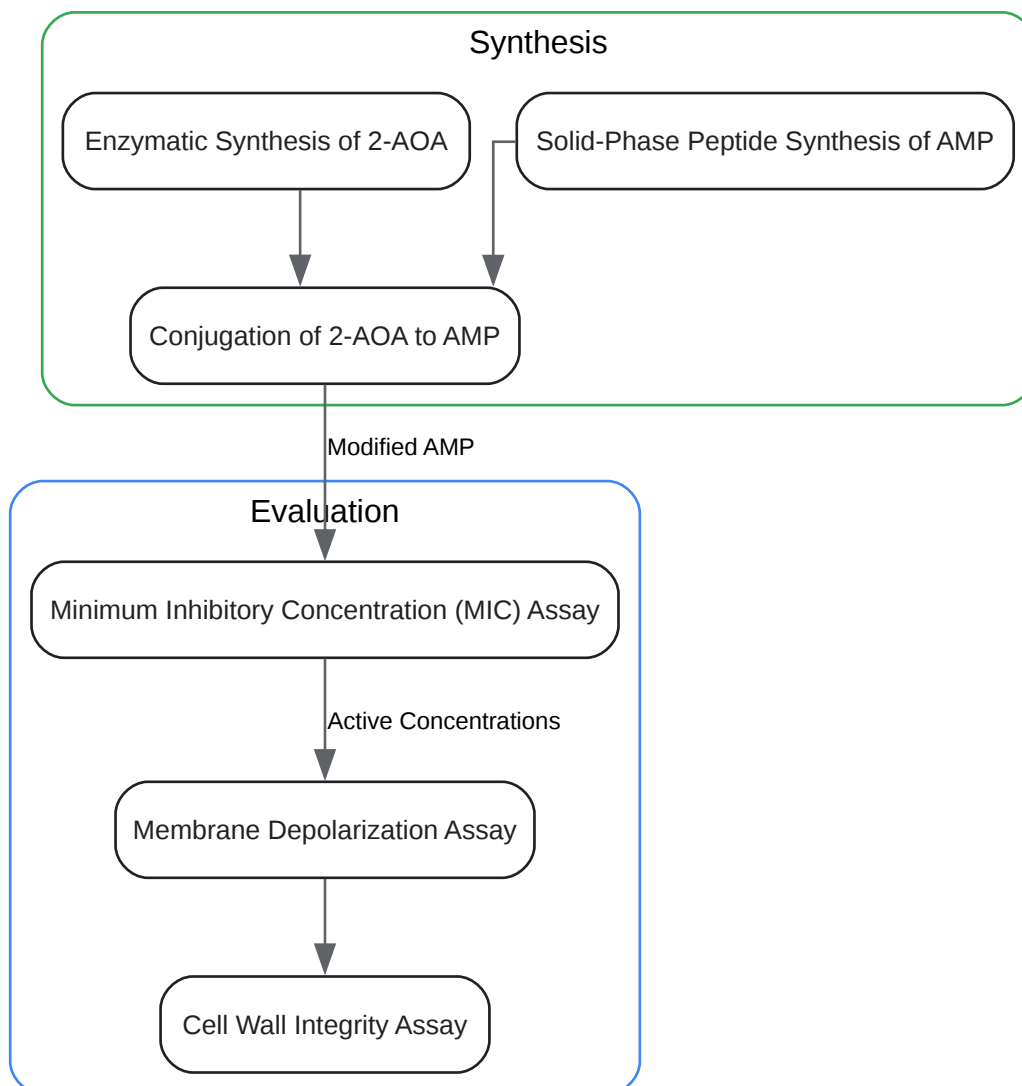 Synthesis
Enzymatic Synthesis of 2-AOA
Solid-Phase Peptide Synthesis of AMP
Conjugation of 2-AOA to AMP
Modified AMP
Evaluation
Minimum Inhibitory Concentration (MIC) Assay
Active Concentrations
Membrane Depolarization Assay
Cell Wall Integrity Assay